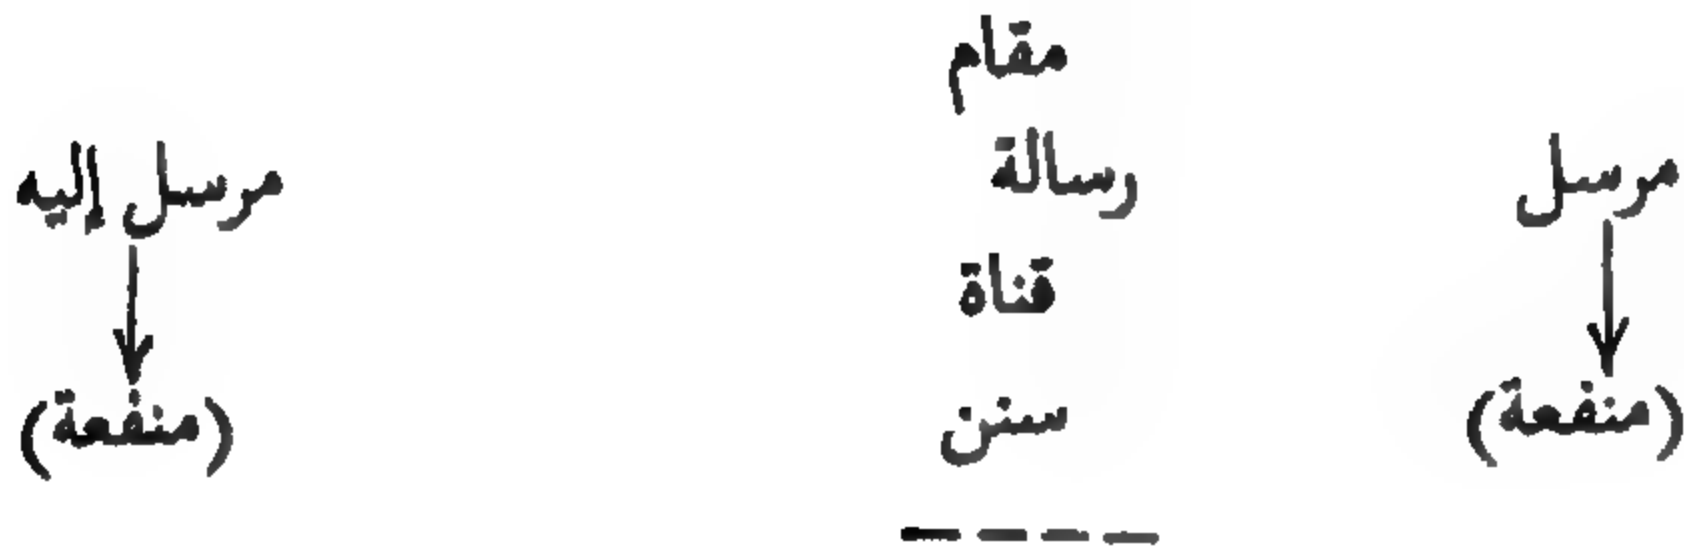 مقام
مرسل رسالة مرسل إليه
قناة
(منفعة) سنن (منفعة)